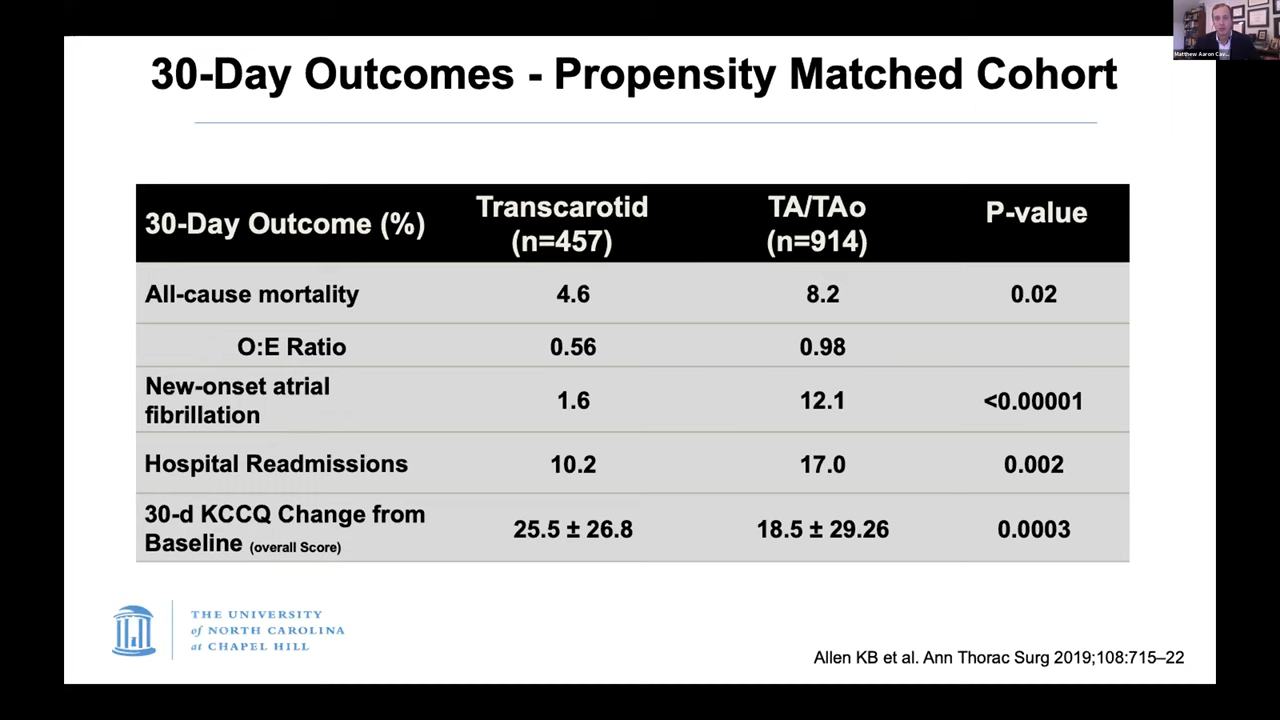 Matthew Aaron Cav...
30-Day Outcomes - Propensity Matched Cohort
30-Day Outcome (%)
Transcarotid
(n=457)
TA/TAo
(n=914)
P-value
All-cause mortality 4.6 8.2 0.02
O:E Ratio 0.56 0.98
New-onset atrial
fibrillation
1.6 12.1 <0.00001
Hospital Readmissions 10.2 17.0 0.002
30-d KCCQ Change from
Baseline (overall Score)
25.5 ± 26.8 18.5 ± 29.26 0.0003
THE UNIVERSITY
of NORTH CAROLINA
at CHAPEL HILL
Allen KB et al. Ann Thorac Surg 2019;108:715–22